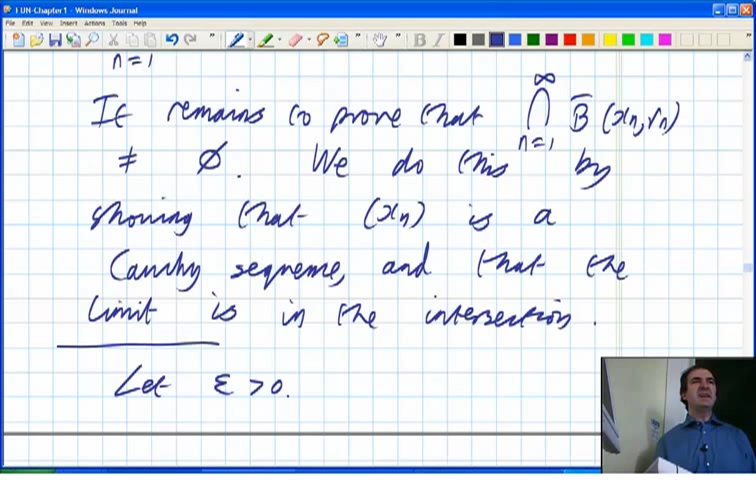 FUN-Chapter1 - Windows Journal
File Edit View Insert Actions Tools Help
n=1
It remains to prove that ∞ ⋂ n=1 B̄ (xn, rn)
≠ ∅. We do this by
showing that (xn) is a
Cauchy sequence, and that the
limit is in the intersection.
Let ε > 0.